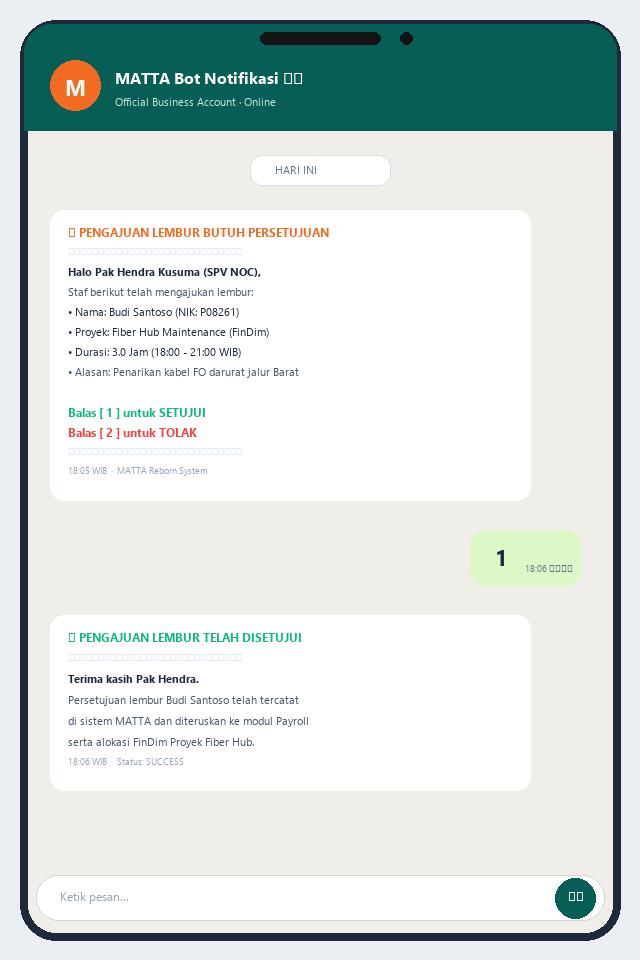 MATTA Bot Notifikasi
M
Official Business Account · Online
HARI INI
PENGAJUAN LEMBUR BUTUH PERSETUJUAN
Halo Pak Hendra Kusuma (SPV NOC),
Staf berikut telah mengajukan lembur:
• Nama: Budi Santoso (NIK: P08261)
• Proyek: Fiber Hub Maintenance (FinDim)
• Durasi: 3.0 Jam (18:00 - 21:00 WIB)
• Alasan: Penarikan kabel FO darurat jalur Barat
Balas [ 1 ] untuk SETUJUI
Balas [ 2 ] untuk TOLAK
18:05 WIB · MATTA Reborn System
1
18:06
PENGAJUAN LEMBUR TELAH DISETUJUI
Terima kasih Pak Hendra.
Persetujuan lembur Budi Santoso telah tercatat
di sistem MATTA dan diteruskan ke modul Payroll
serta alokasi FinDim Proyek Fiber Hub.
18:06 WIB · Status: SUCCESS
Ketik pesan...